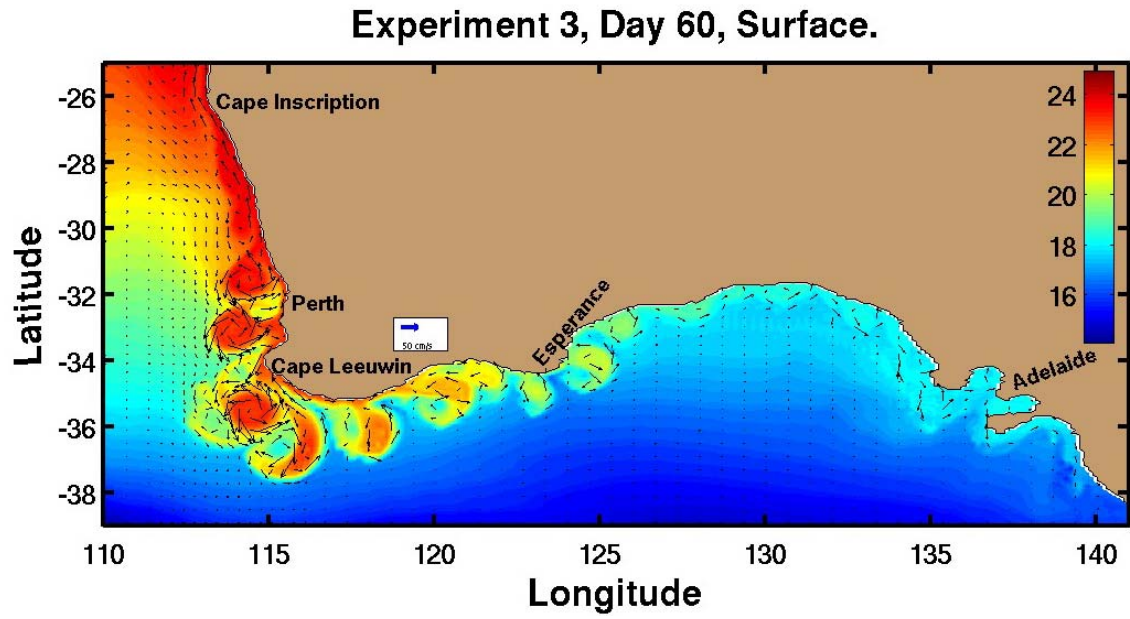 Experiment 3, Day 60, Surface.
Latitude
-26
-28
-30
-32
-34
-36
-38
Cape Inscription
Perth
Cape Leeuwin
50 cm/s
Esperance
Adelaide
24
22
20
18
16
110
115
120
125
130
135
140
Longitude